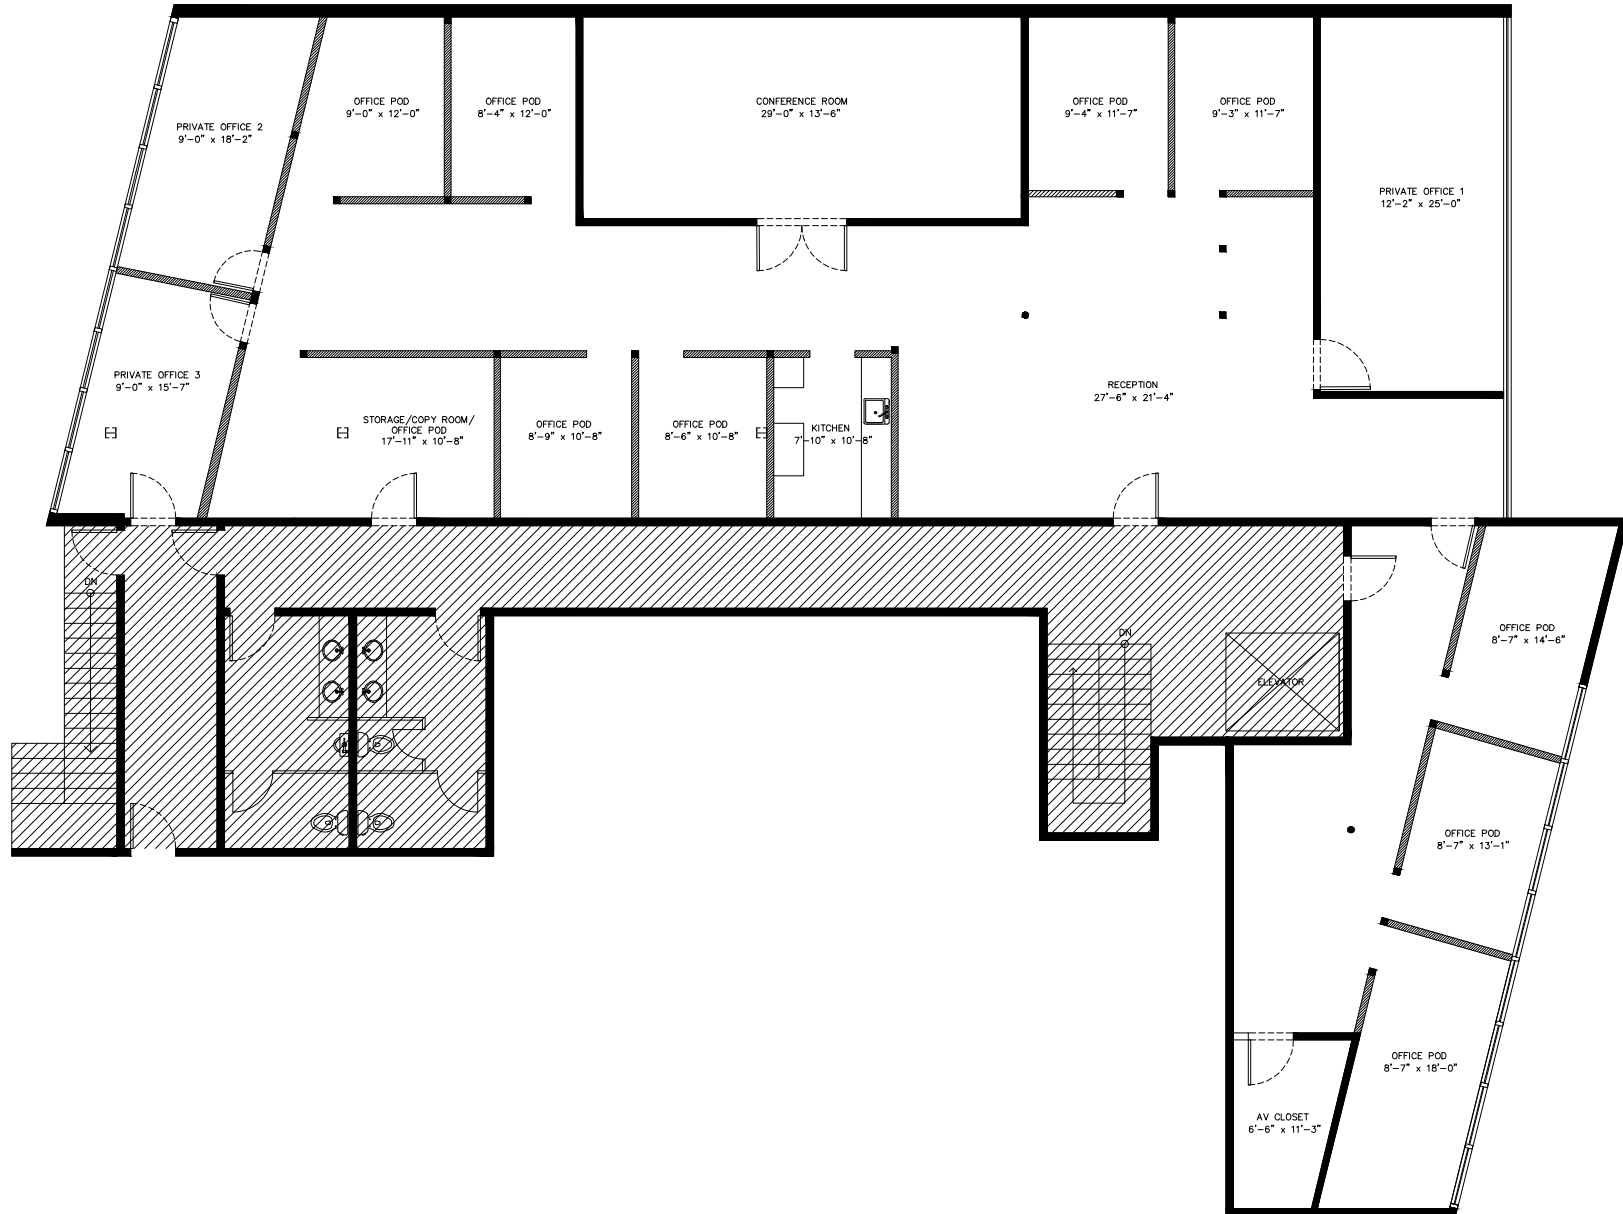 OFFICE POD
9'-0" x 12'-0"
OFFICE POD
8'-4" x 12'-0"
CONFERENCE ROOM
29'-0" x 13'-6"
OFFICE POD
9'-4" x 11'-7"
OFFICE POD
9'-3" x 11'-7"
PRIVATE OFFICE 2
9'-0" x 18'-2"
PRIVATE OFFICE 1
12'-2" x 25'-0"
PRIVATE OFFICE 3
9'-0" x 15'-7"
RECEPTION
27'-6" x 21'-4"
STORAGE/COPY ROOM/
OFFICE POD
17'-11" x 10'-8"
OFFICE POD
8'-9" x 10'-8"
OFFICE POD
8'-6" x 10'-8"
KITCHEN
7'-10" x 10'-8"
DN
DN
OFFICE POD
8'-7" x 14'-6"
ELEVATOR
OFFICE POD
8'-7" x 13'-1"
OFFICE POD
8'-7" x 18'-0"
AV CLOSET
6'-6" x 11'-3"